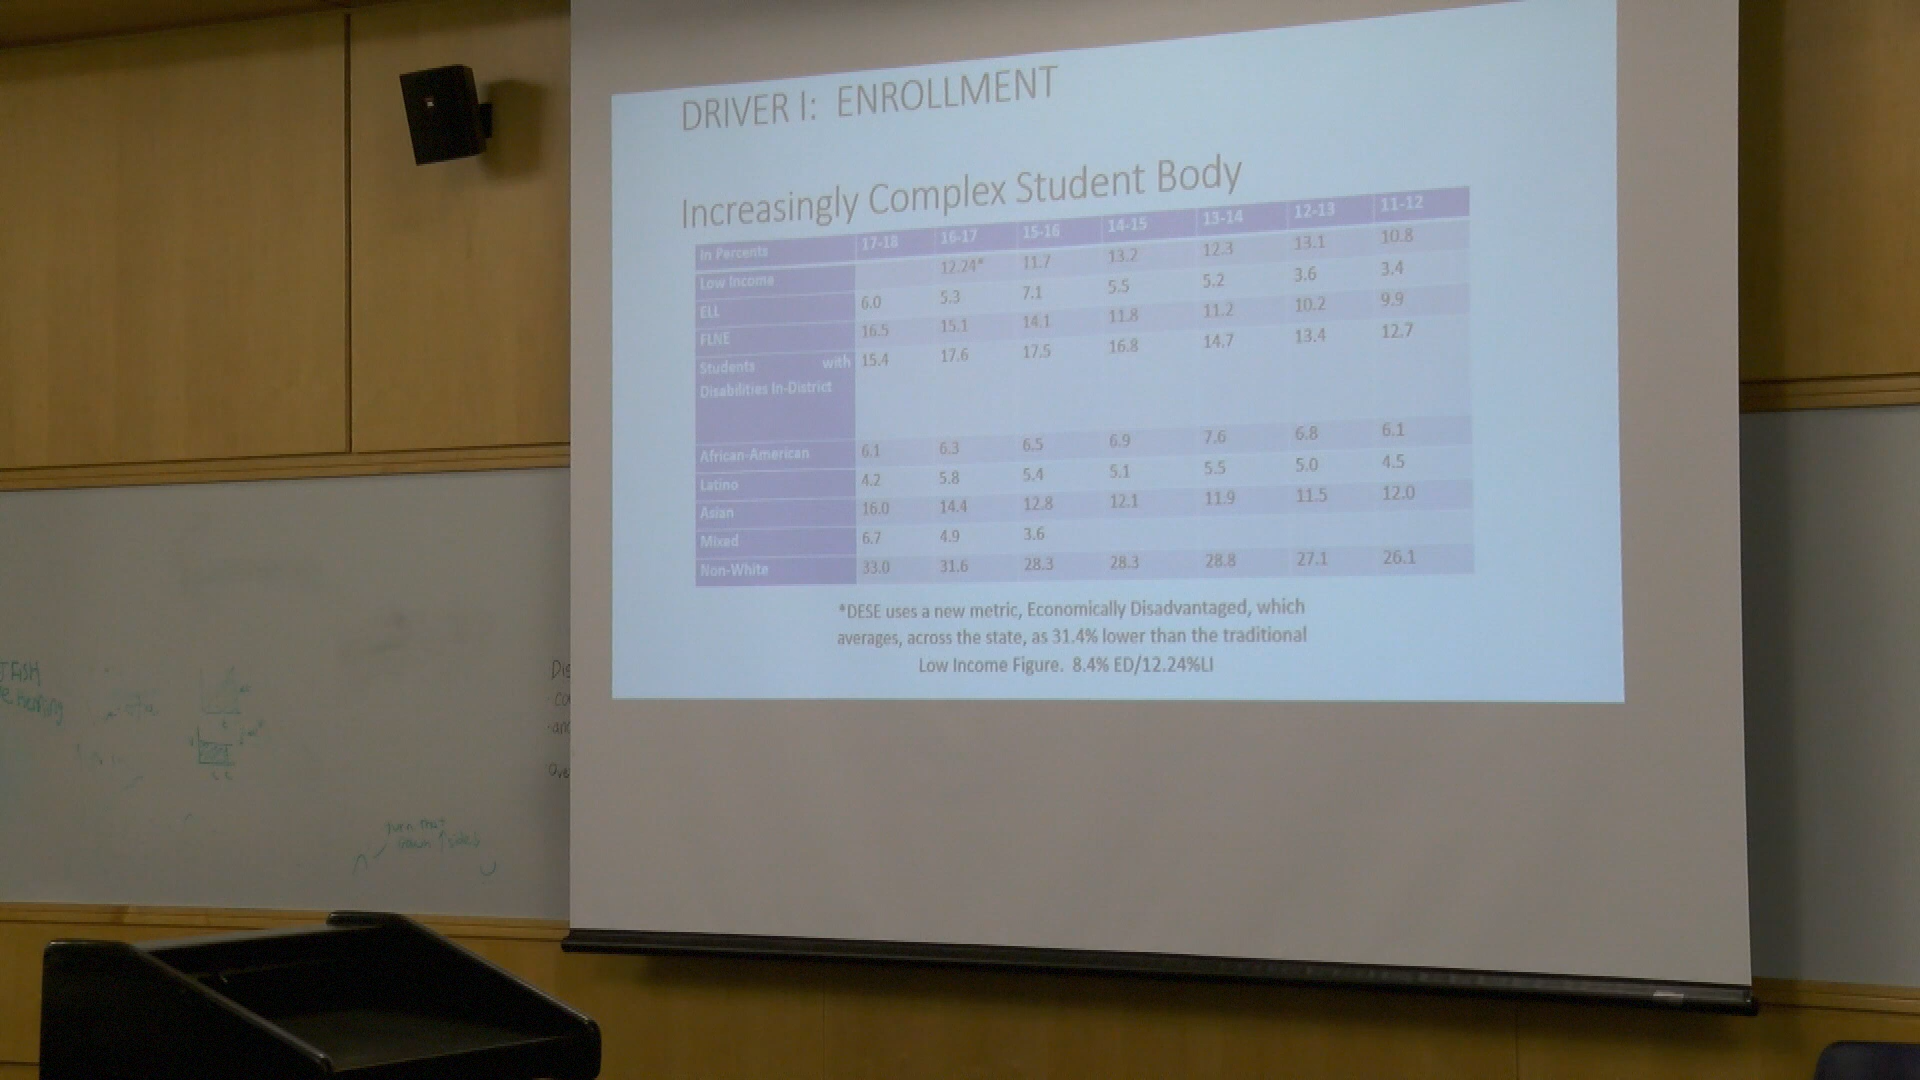 DRIVER I: ENROLLMENT
Increasingly Complex Student Body
In Percents 17-18 16-17 15-16 14-15 13-14 12-13 11-12
Low Income 12.24* 11.7 13.2 12.3 13.1 10.8
ELL 6.0 5.3 7.1 5.5 5.2 3.6 3.4
FLNE 16.5 15.1 14.1 11.8 11.2 10.2 9.9
Students with 15.4 17.6 17.5 16.8 14.7 13.4 12.7
Disabilities In-District
African-American 6.1 6.3 6.5 6.9 7.6 6.8 6.1
Latino 4.2 5.8 5.4 5.1 5.5 5.0 4.5
Asian 16.0 14.4 12.8 12.1 11.9 11.5 12.0
Mixed 6.7 4.9 3.6
Non-White 33.0 31.6 28.3 28.3 28.8 27.1 26.1
*DESE uses a new metric, Economically Disadvantaged, which
averages, across the state, as 31.4% lower than the traditional
Low Income Figure. 8.4% ED/12.24%LI
turn that